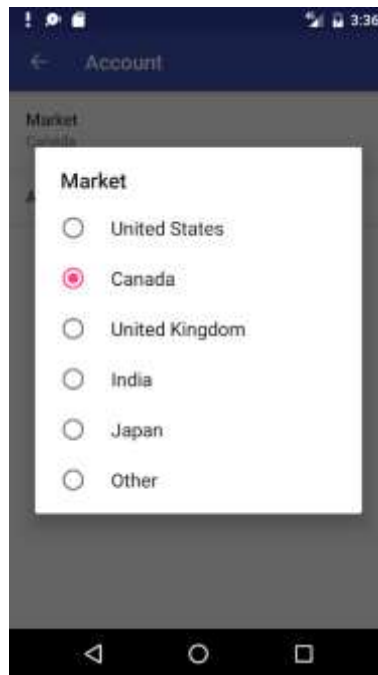 3:36
Account
Market
Canada
Market
United States
Canada
United Kingdom
India
Japan
Other